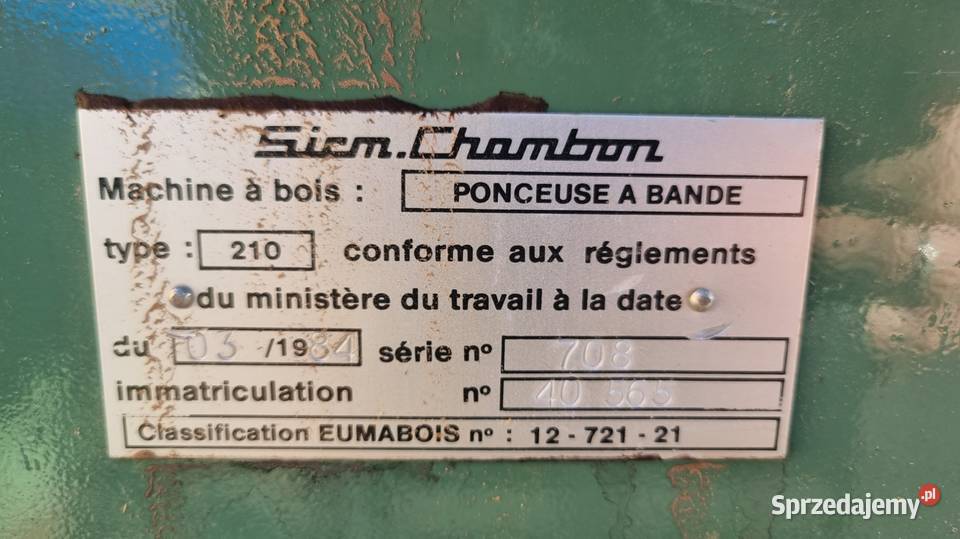 Sicm.Chambon
Machine à bois : PONCEUSE A BANDE
type : 210 conforme aux réglements
du ministère du travail à la date
du 03 /1984 série nº 708
immatriculation nº 40 565
Classification EUMABOIS nº : 12 - 721 - 21
Sprzedajemy .pl